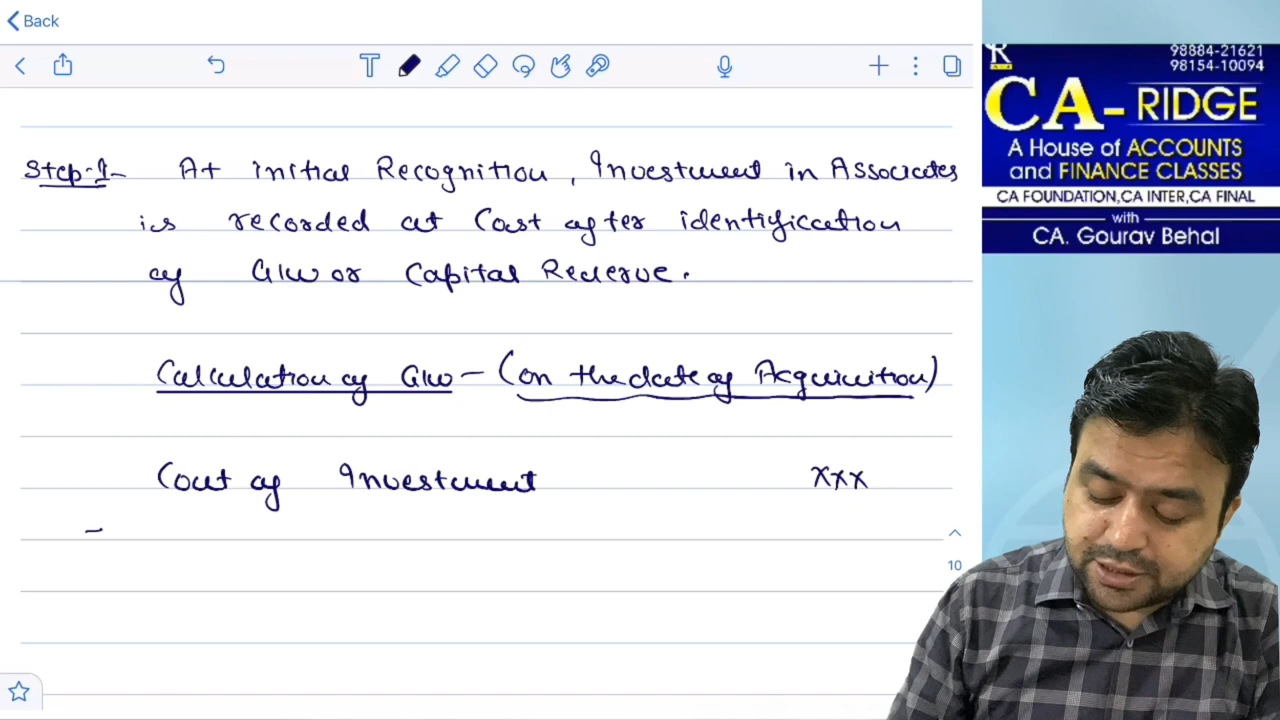 Back
98884-21621
98154-10094
CA-RIDGE
A House of ACCOUNTS
and FINANCE CLASSES
CA FOUNDATION,CA INTER,CA FINAL
with
CA. Gourav Behal
Step-1- At initial Recognition, Investment in Associates
is recorded at Cost after identification
of G/w or Capital Reserve.
Calculation of G/w - (on the date of Acquisition)
Cost of Investment xxx
-
10